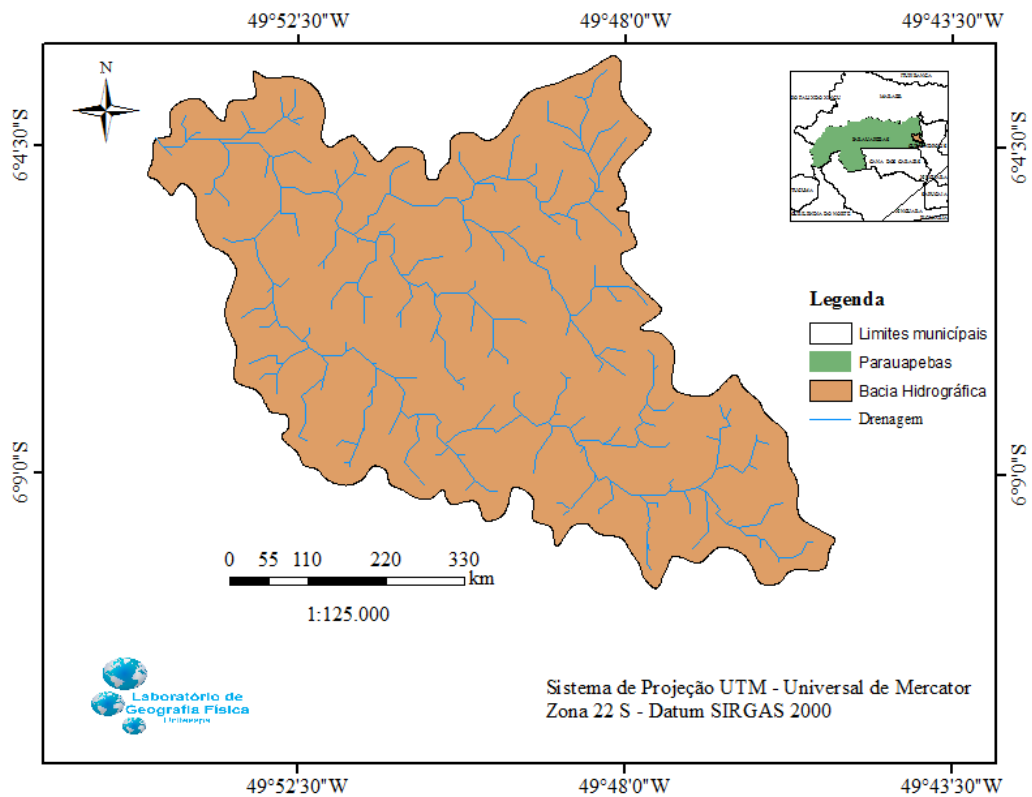 49°52'30"W 49°48'0"W 49°43'30"W
N
6°4'30"S
6°4'30"S
MARABÁ
PARAUAPEBAS
Legenda
Limites municípais
Parauapebas
Bacia Hidrográfica
Drenagem
6°9'0"S
6°9'0"S
0 55 110 220 330
km
1:125.000
Laboratório de
Geografia Física
Unifesspa
Sistema de Projeção UTM - Universal de Mercator
Zona 22 S - Datum SIRGAS 2000
49°52'30"W 49°48'0"W 49°43'30"W